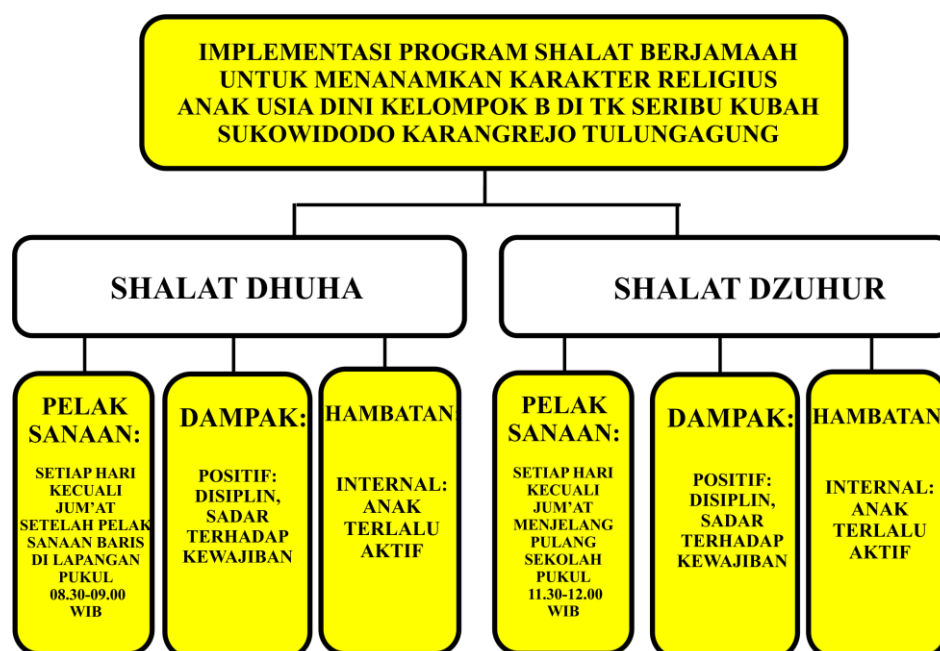 IMPLEMENTASI PROGRAM SHALAT BERJAMAAH
UNTUK MENANAMKAN KARAKTER RELIGIUS
ANAK USIA DINI KELOMPOK B DI TK SERIBU KUBAH
SUKOWIDODO KARANGREJO TULUNGAGUNG
SHALAT DHUHA
SHALAT DZUHUR
PELAK
SANAAN:
SETIAP HARI
KECUALI
JUM'AT
SETELAH PELAK
SANAAN BARIS
DI LAPANGAN
PUKUL
08.30-09.00
WIB
DAMPAK:
POSITIF:
DISIPLIN,
SADAR
TERHADAP
KEWAJIBAN
HAMBATAN:
INTERNAL:
ANAK
TERLALU
AKTIF
PELAK
SANAAN:
SETIAP HARI
KECUALI
JUM'AT
MENJELANG
PULANG
SEKOLAH
PUKUL
11.30-12.00
WIB
DAMPAK:
POSITIF:
DISIPLIN,
SADAR
TERHADAP
KEWAJIBAN
HAMBATAN
INTERNAL:
ANAK
TERLALU
AKTIF